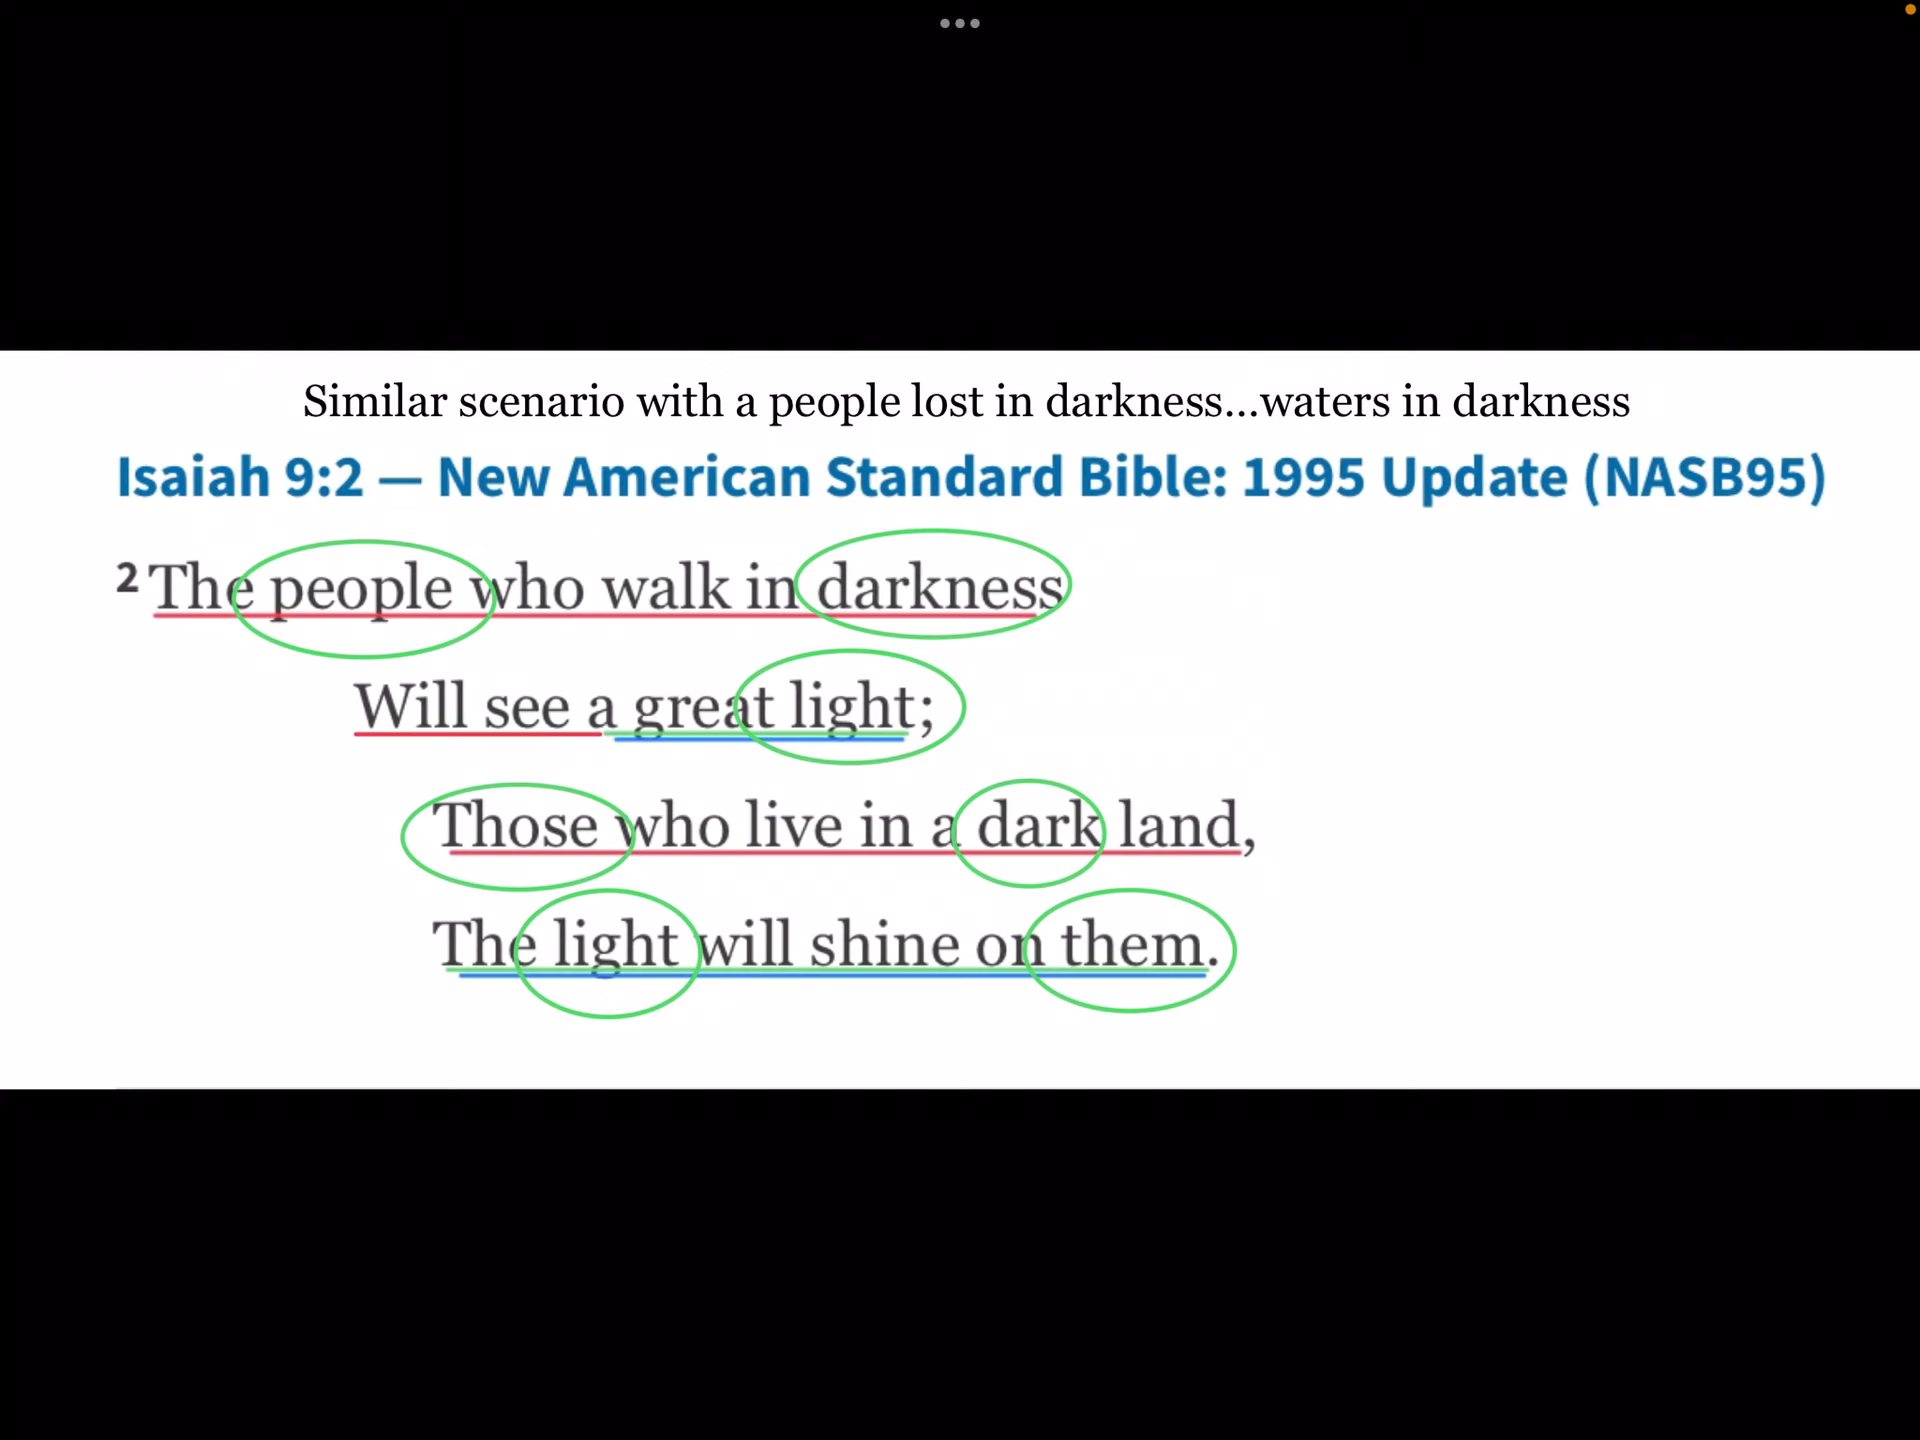 Similar scenario with a people lost in darkness...waters in darkness
Isaiah 9:2 — New American Standard Bible: 1995 Update (NASB95)
2 The people who walk in darkness
Will see a great light;
Those who live in a dark land,
The light will shine on them.